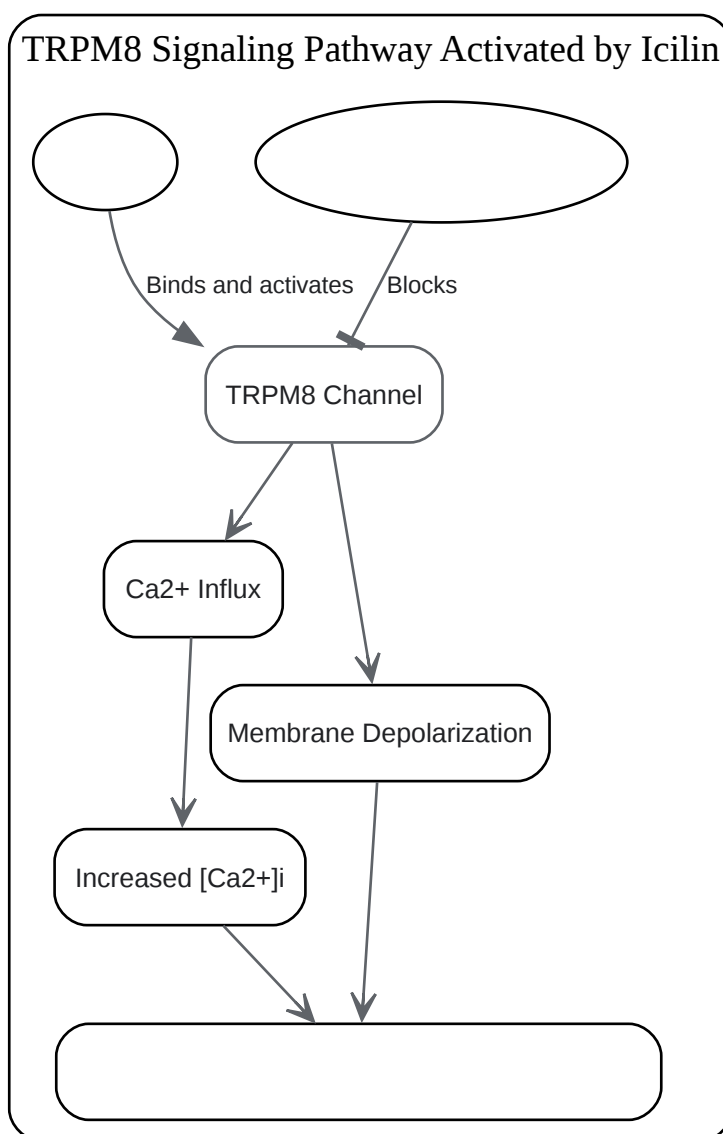 TRPM8 Signaling Pathway Activated by Icilin
Binds and activates
Blocks
TRPM8 Channel
Ca2+ Influx
Membrane Depolarization
Increased [Ca2+]i